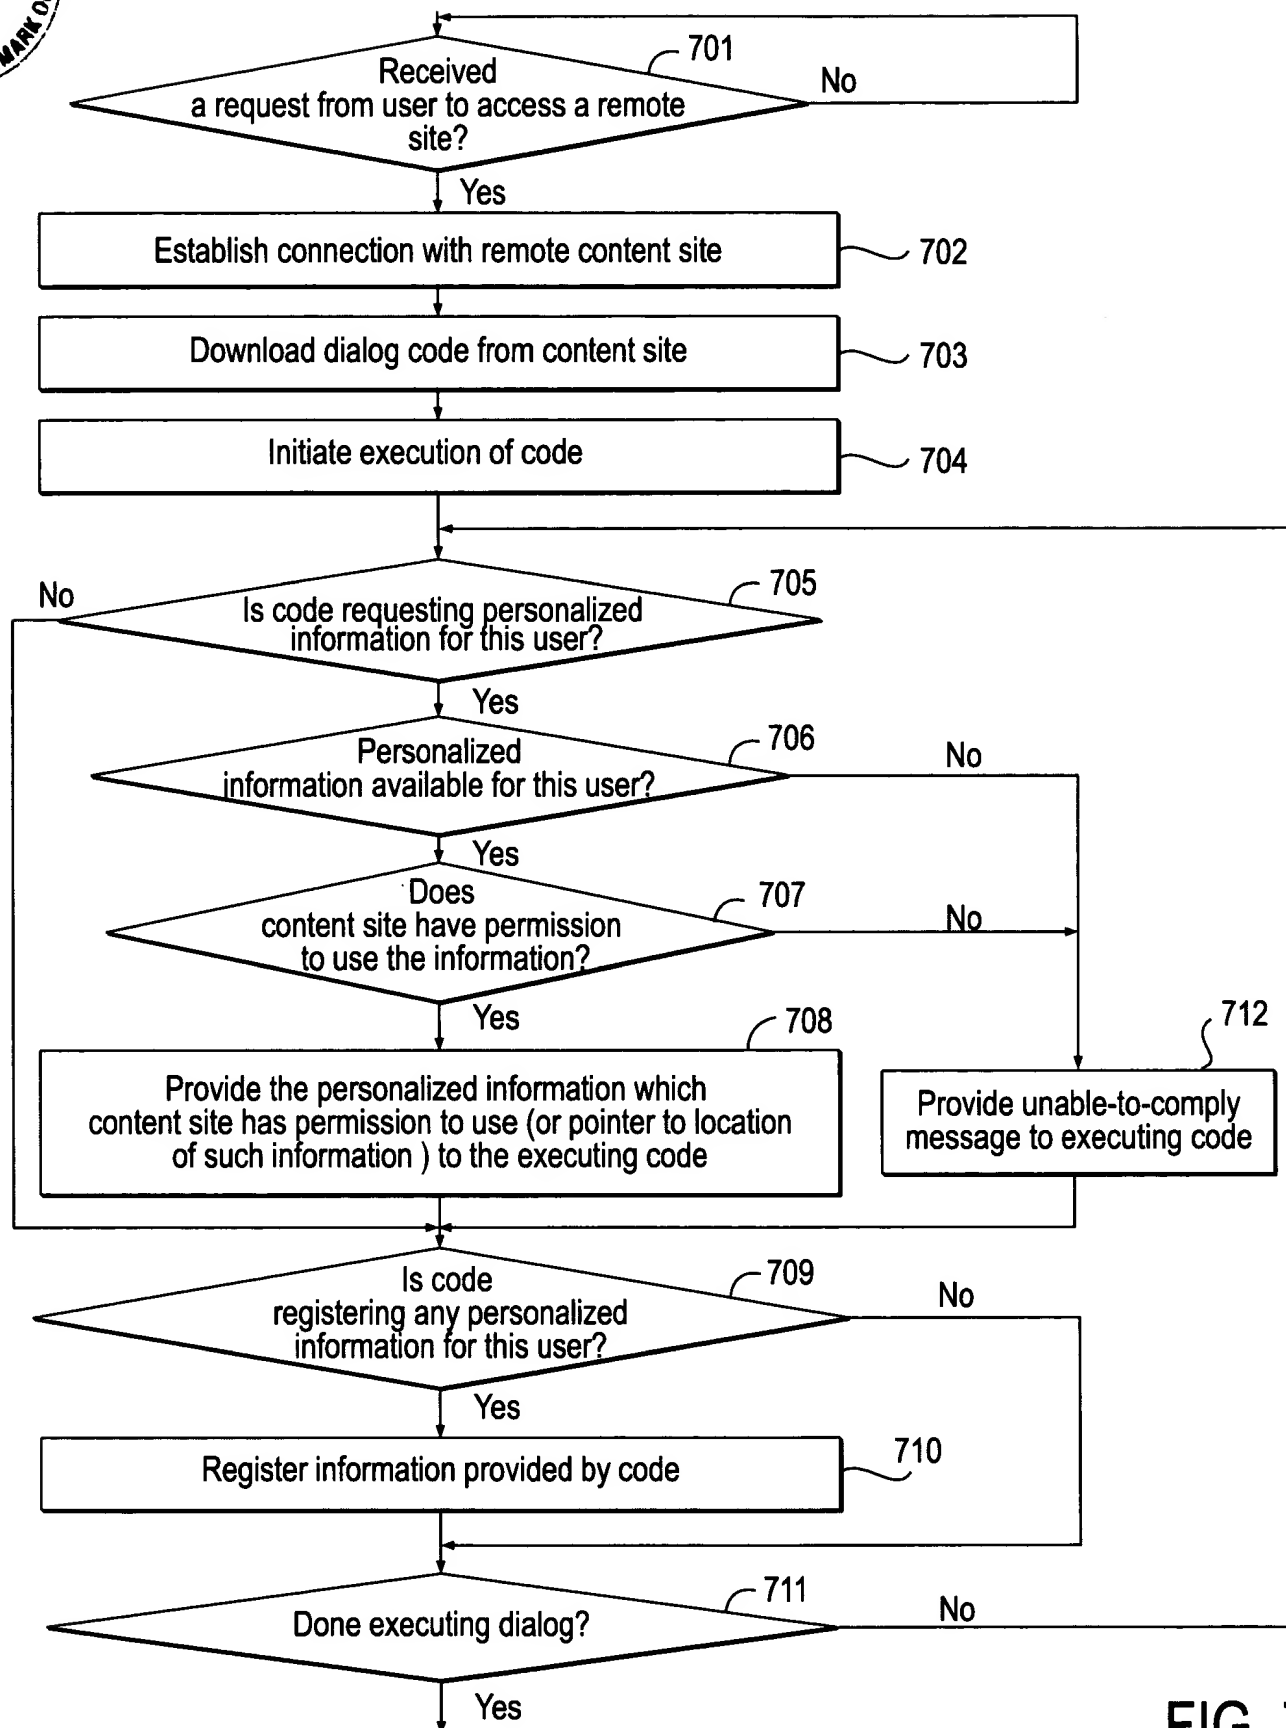 MARK
701
Received
a request from user to access a remote
site?
No
Yes
Establish connection with remote content site
702
Download dialog code from content site
703
Initiate execution of code
704
No
705
Is code requesting personalized
information for this user?
Yes
706
Personalized
information available for this user?
No
Yes
707
Does
content site have permission
to use the information?
No
Yes
708
712
Provide the personalized information which
content site has permission to use (or pointer to location
of such information ) to the executing code
Provide unable-to-comply
message to executing code
709
Is code
registering any personalized
information for this user?
No
Yes
Register information provided by code
710
711
Done executing dialog?
No
Yes
FIG.